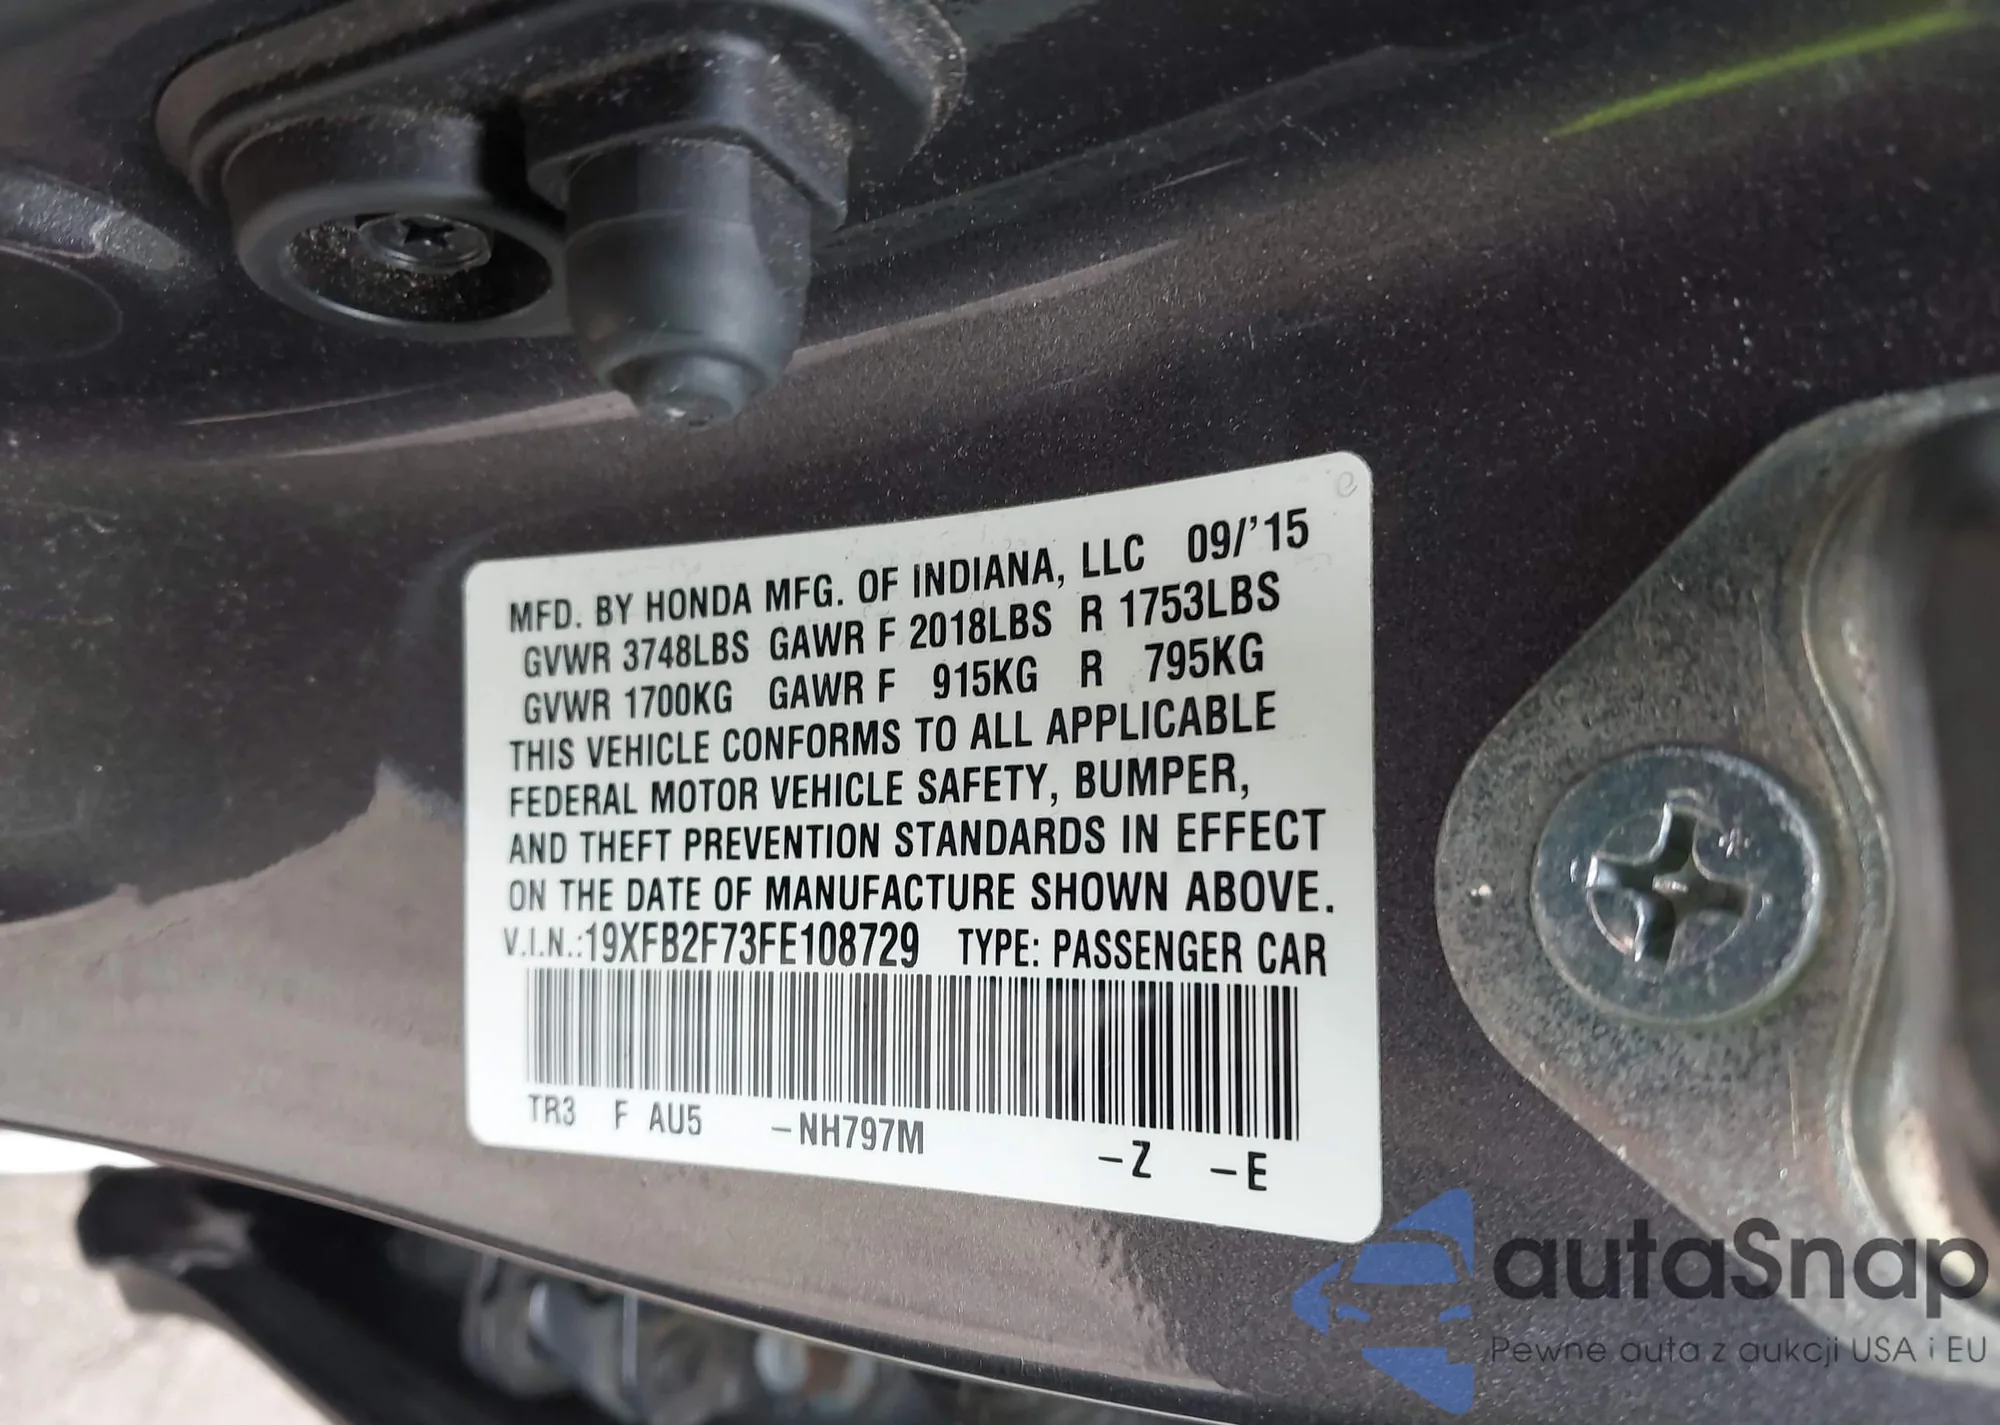 MFD. BY HONDA MFG. OF INDIANA, LLC 09/'15
GVWR 3748LBS GAWR F 2018LBS R 1753LBS
GVWR 1700KG GAWR F 915KG R 795KG
THIS VEHICLE CONFORMS TO ALL APPLICABLE
FEDERAL MOTOR VEHICLE SAFETY, BUMPER,
AND THEFT PREVENTION STANDARDS IN EFFECT
ON THE DATE OF MANUFACTURE SHOWN ABOVE.
V.I.N.:19XFB2F73FE108729 TYPE: PASSENGER CAR
TR3 F AU5 -NH797M -Z -E
autaSnap
Pewne auta z aukcji USA i EU